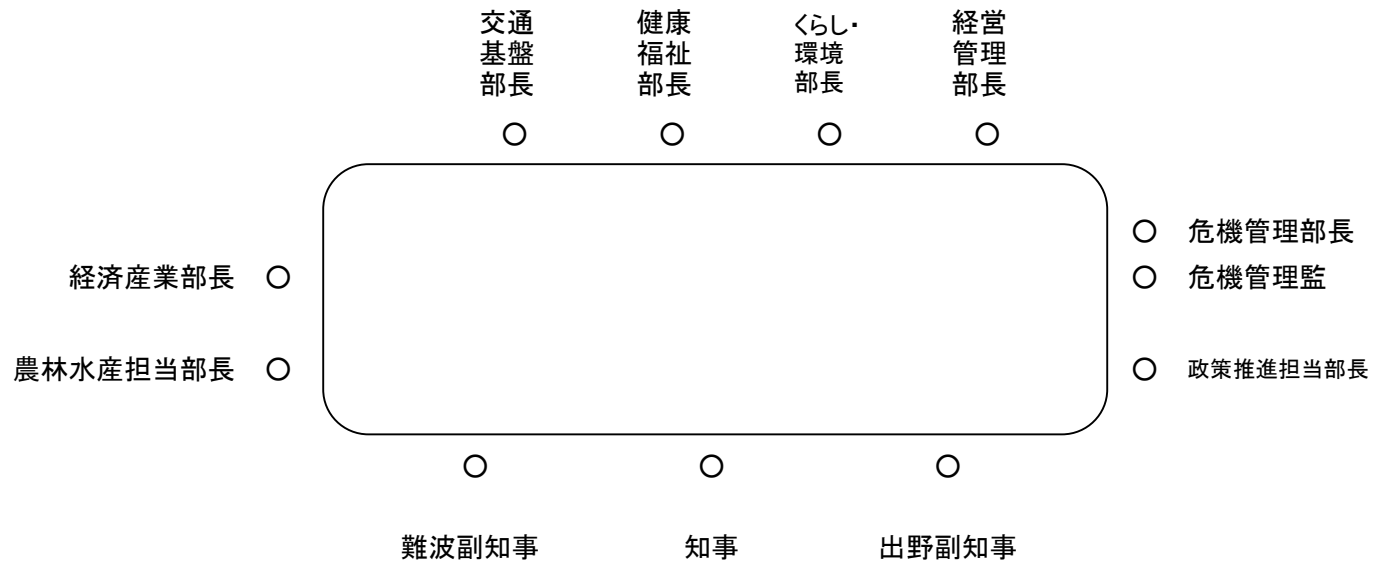 交通
基盤
部長
健康
福祉
部長
くらし・
環境
部長
経営
管理
部長
危機管理部長
経済産業部長
危機管理監
農林水産担当部長
政策推進担当部長
難波副知事
知事
出野副知事